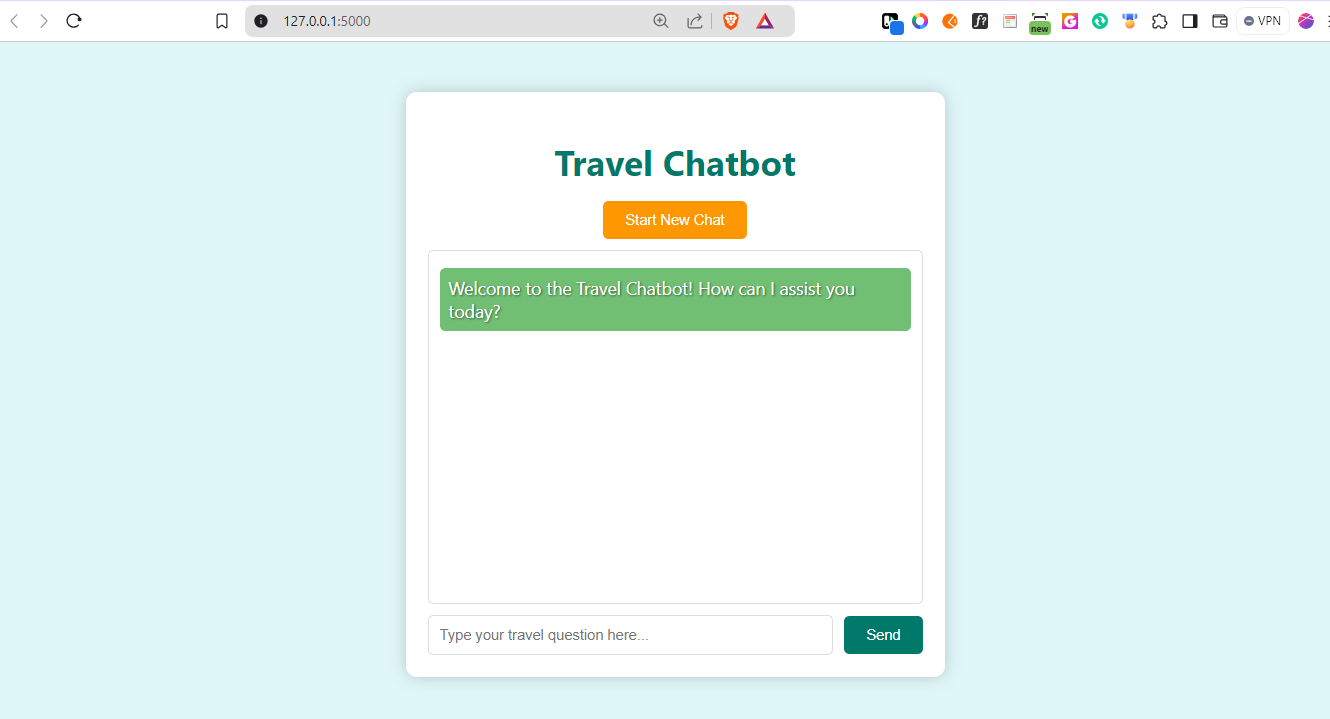 127.0.0.1:5000
new
VPN
Travel Chatbot
Start New Chat
Welcome to the Travel Chatbot! How can I assist you
today?
Type your travel question here...
Send